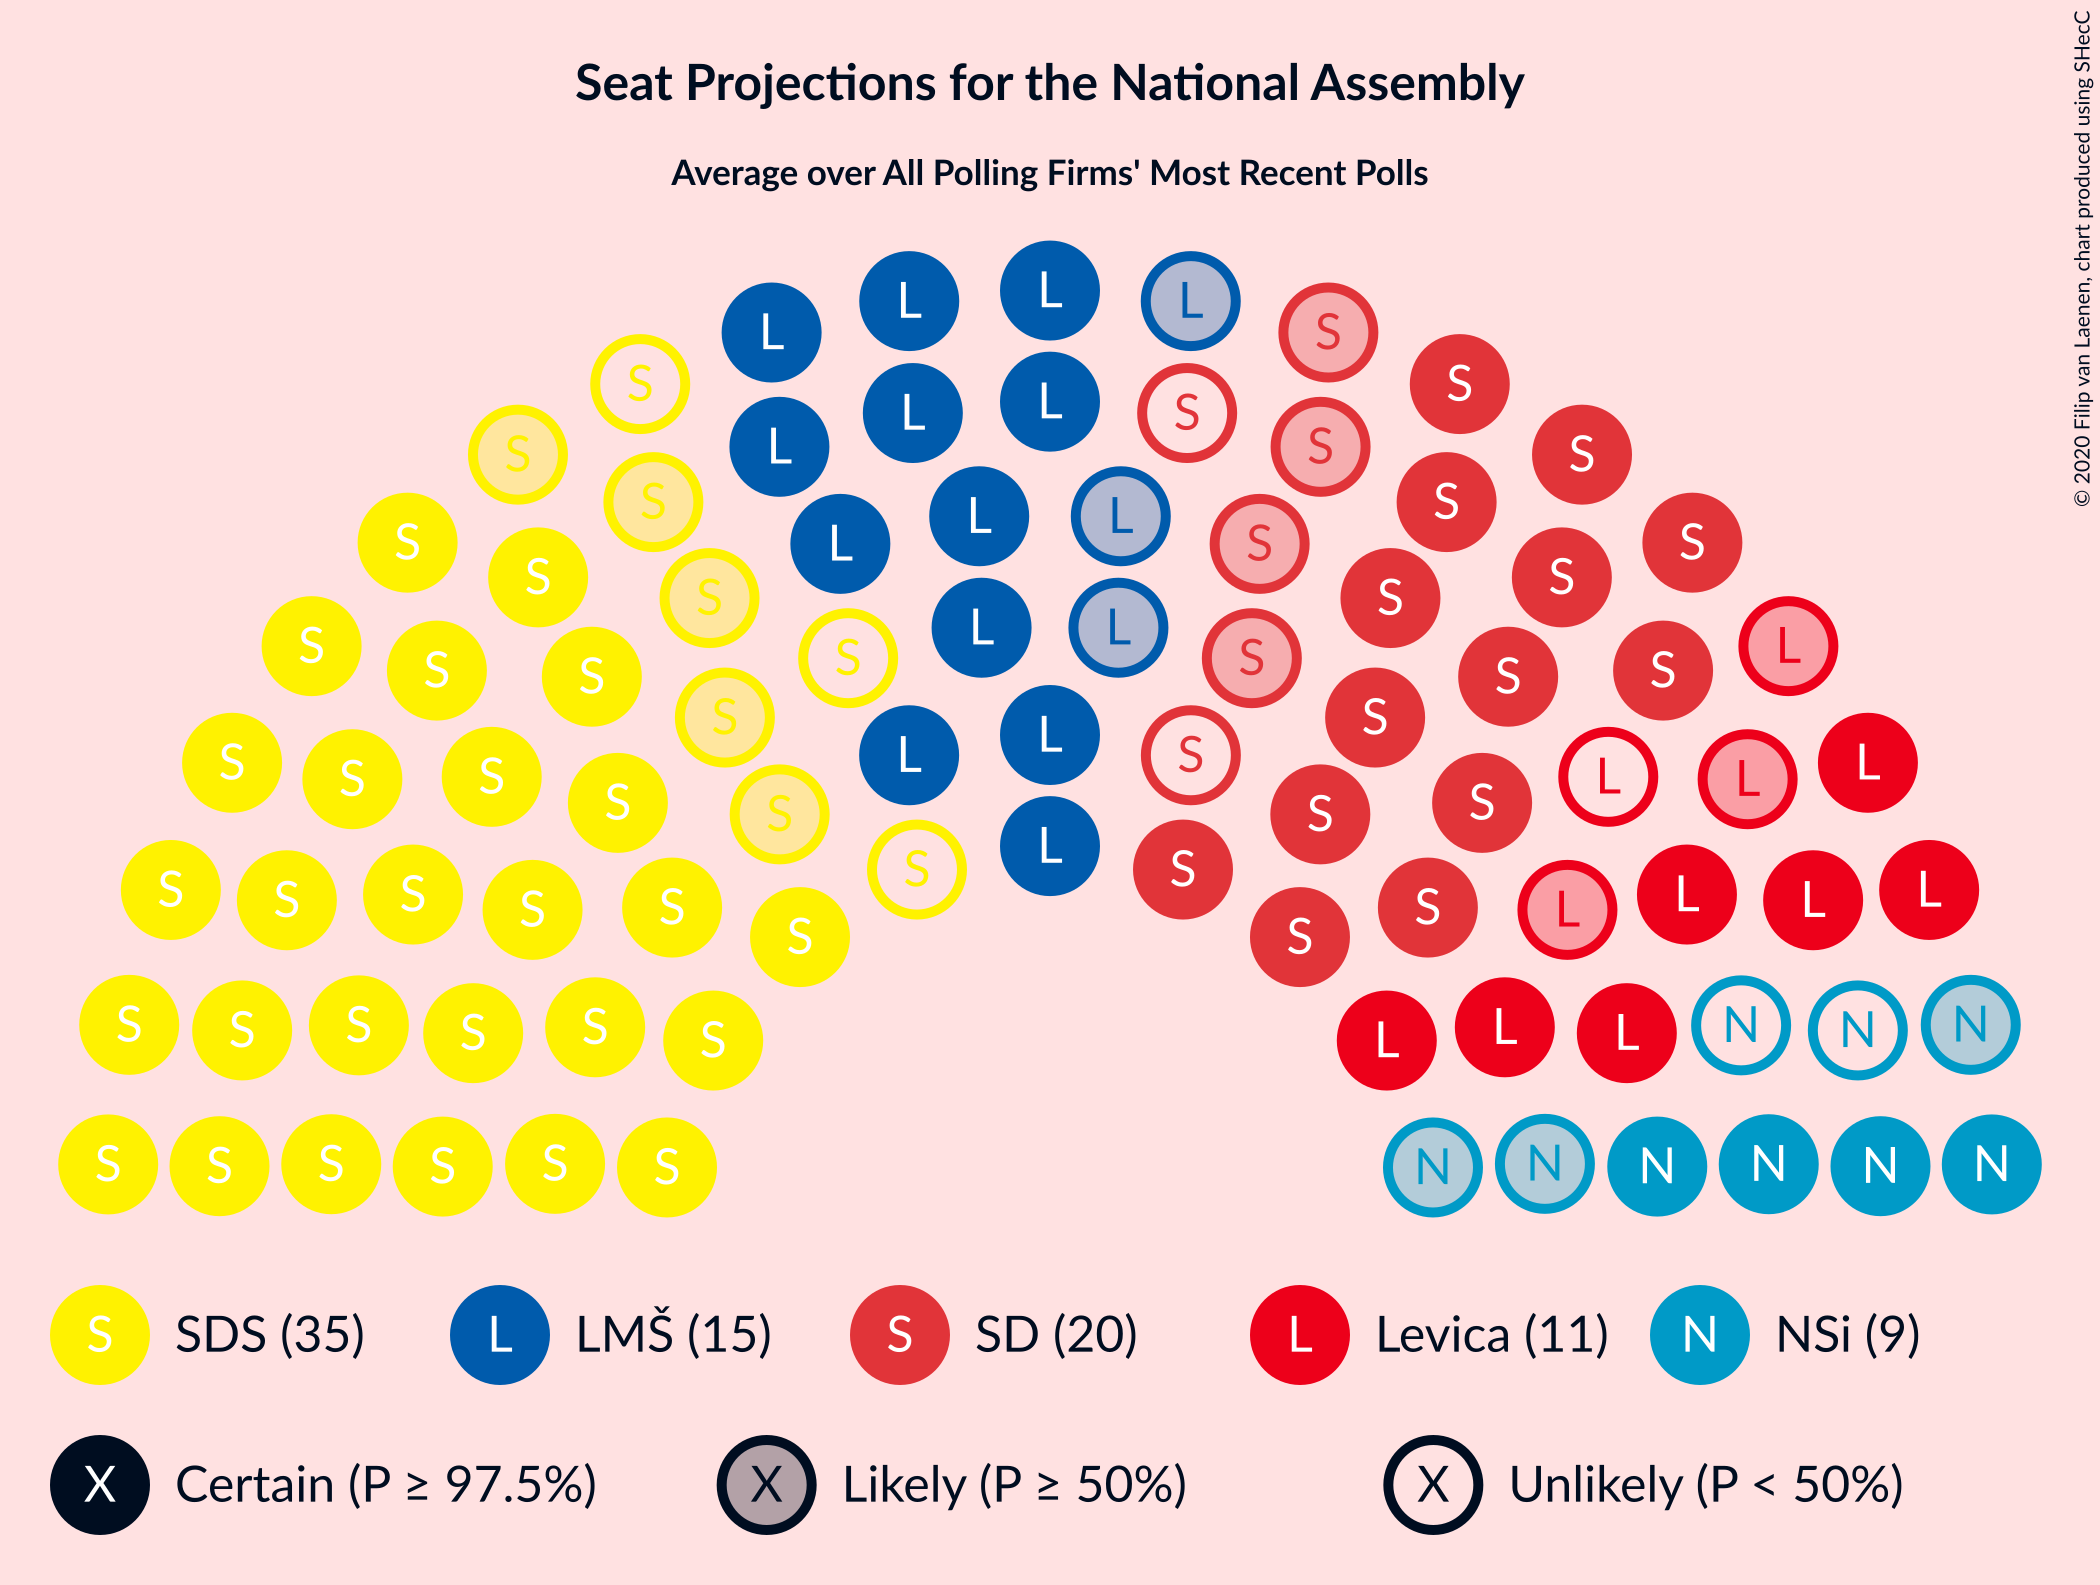 Seat Projections for the National Assembly
Average over All Polling Firms' Most Recent Polls
© 2020 Filip van Laenen, chart produced using SHecC
L L L L S
S L L L S S S
S S L L L S S S
S S S L L L S S S S
S S S S S L L S S S S L
S S S S S L L S S S S L L L
S S S S S S S L S S S L L L L
S S S S S S L L L N N N
S S S S S S N N N N N N
S SDS (35) L LMŠ (15) S SD (20) L Levica (11) N NSi (9)
X Certain (P ≥ 97.5%) X Likely (P ≥ 50%) X Unlikely (P < 50%)